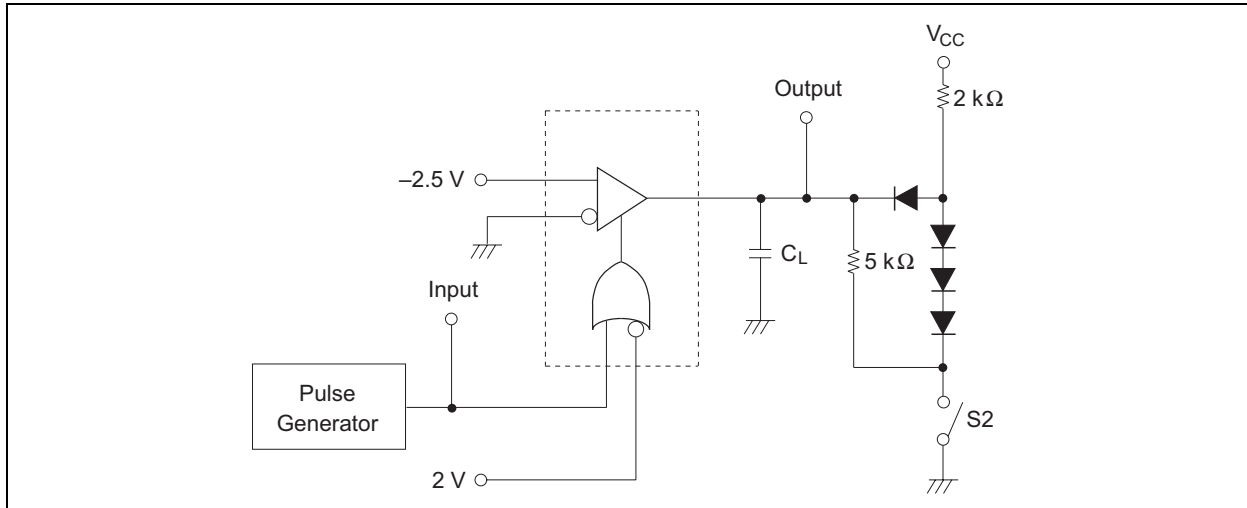 VCC
2 kΩ
Output
–2.5 V
CL
5 kΩ
Input
Pulse
Generator
S2
2 V